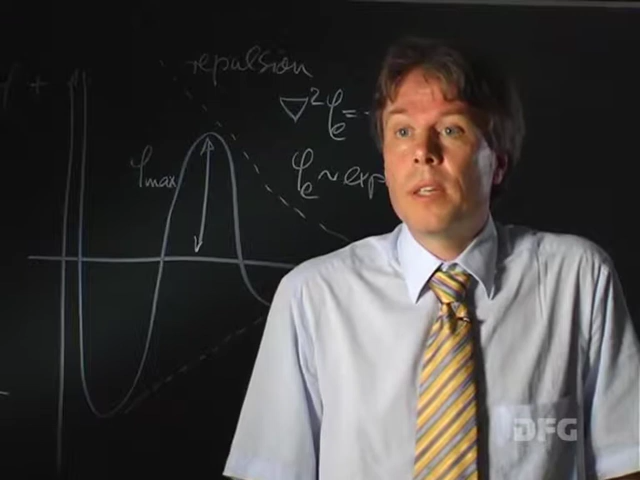 repulsion
∇²φₑ=-
φₑ~exp
φmax
+
DFG